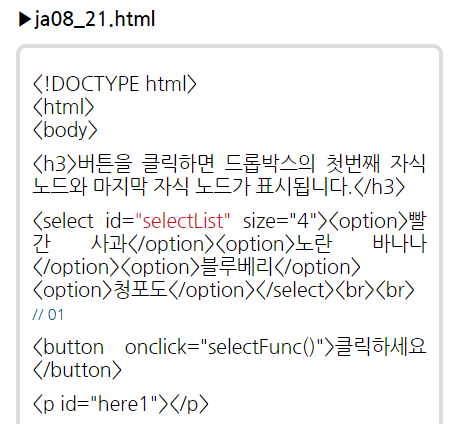 ▶ja08_21.html
<!DOCTYPE html>
<html>
<body>
<h3>버튼을 클릭하면 드롭박스의 첫번째 자식
노드와 마지막 자식 노드가 표시됩니다.</h3>
<select id="selectList" size="4"><option>빨
간 사과</option><option>노란 바나나
</option><option>블루베리</option>
<option>청포도</option></select><br><br>
// 01
<button onclick="selectFunc()">클릭하세요
</button>
<p id="here1"></p>